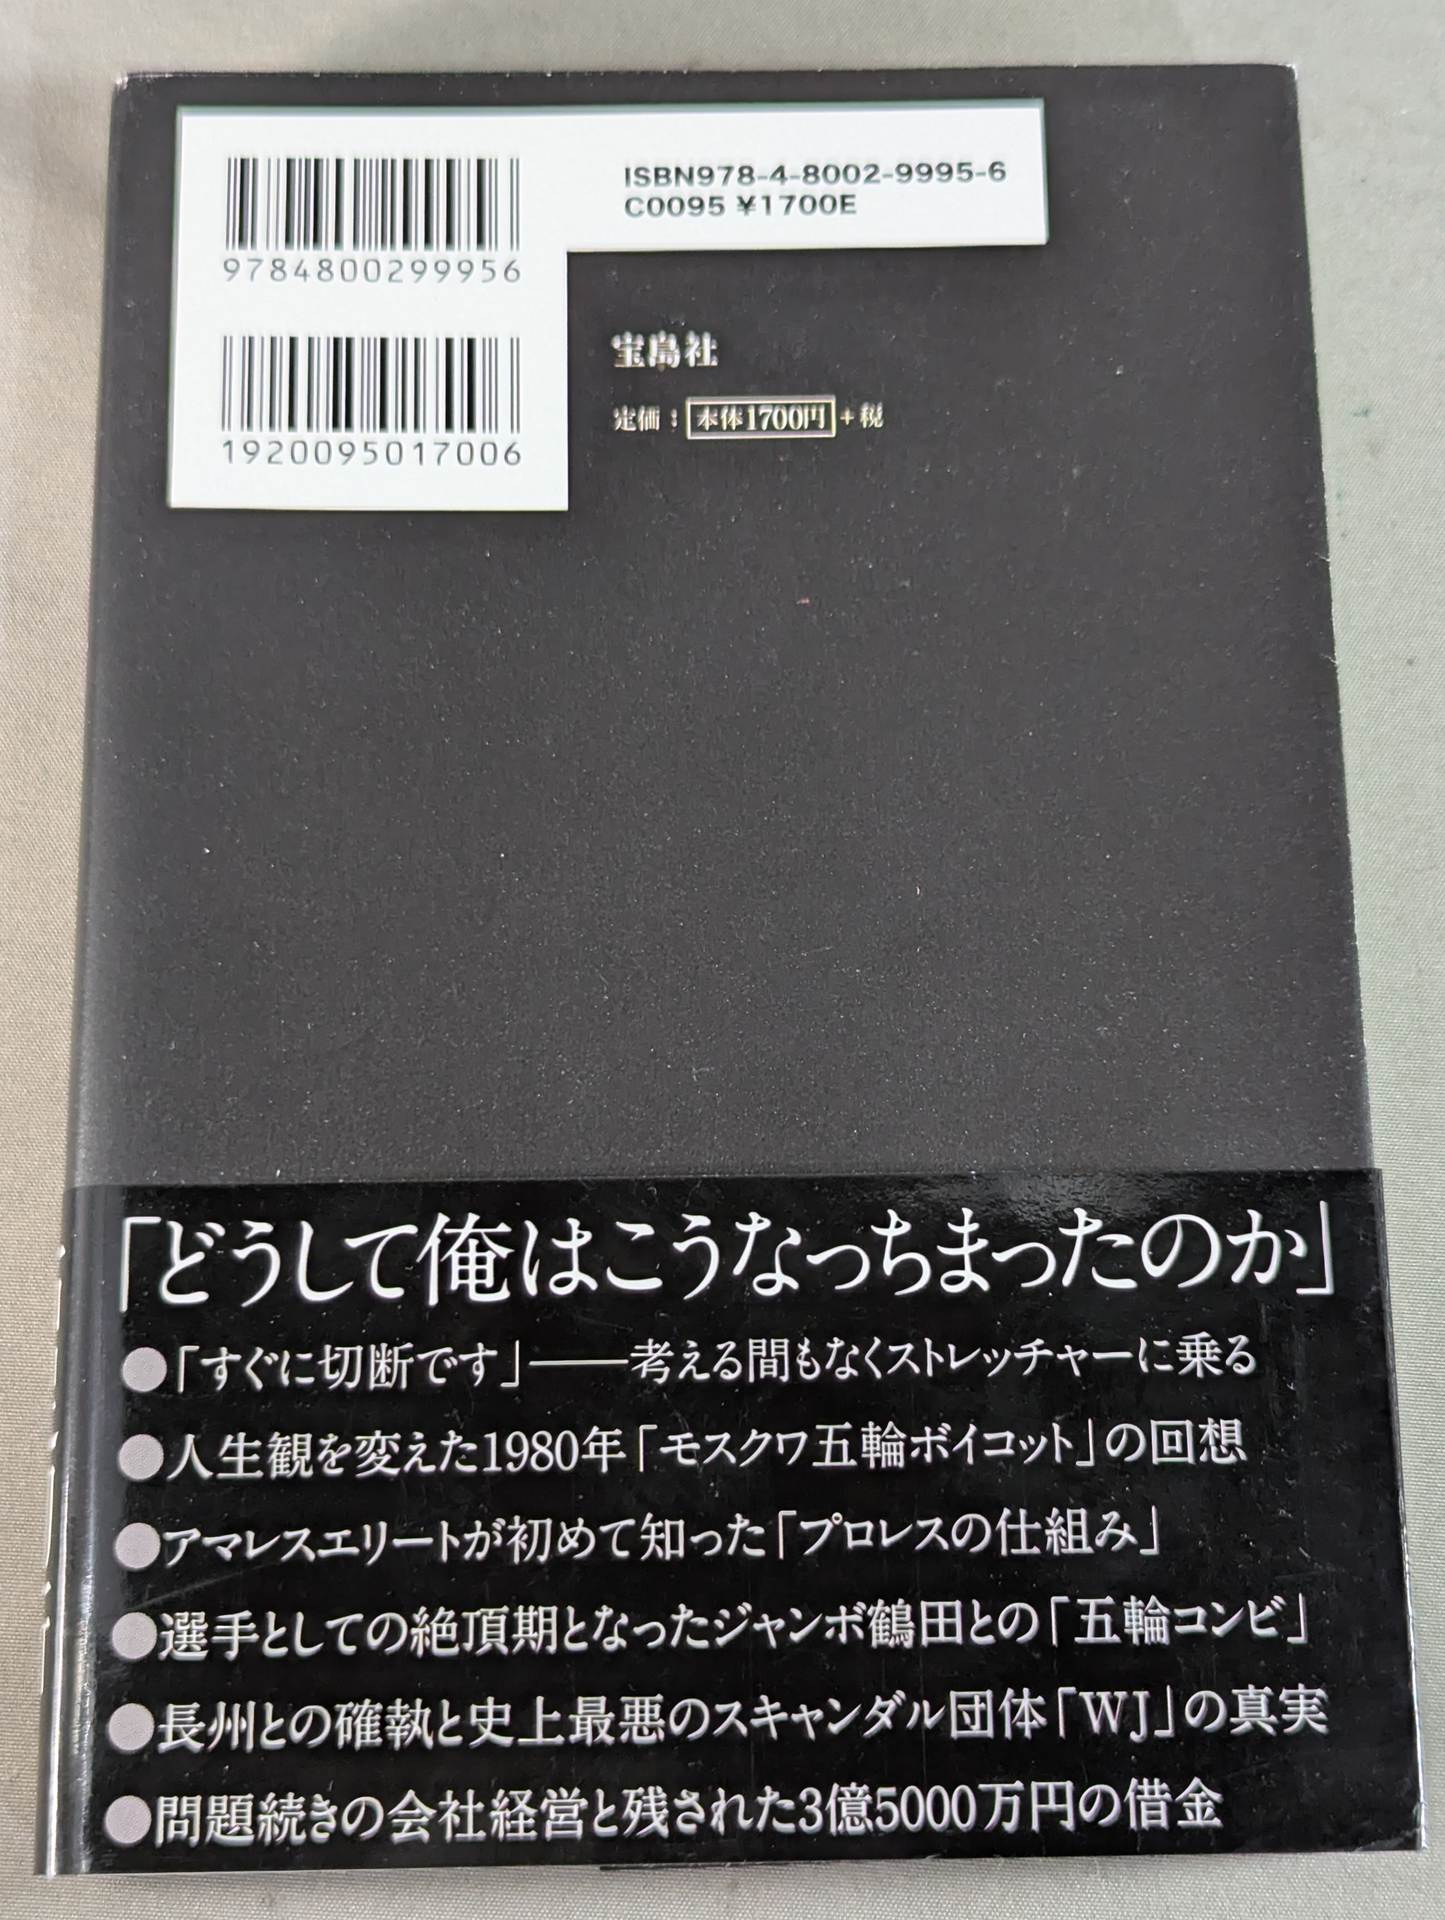 ISBN978-4-8002-9995-6
C0095 ¥1700E
9784800299956
1920095017006
宝島社
定価：本体1700円+税
「どうして俺はこうなっちまったのか」
●「すぐに切断です」――考える間もなくストレッチャーに乗る
●人生観を変えた1980年「モスクワ五輪ボイコット」の回想
●アマレスエリートが初めて知った「プロレスの仕組み」
●選手としての絶頂期となったジャンボ鶴田との「五輪コンビ」
●長州との確執と史上最悪のスキャンダル団体「WJ」の真実
●問題続きの会社経営と残された3億5000万円の借金